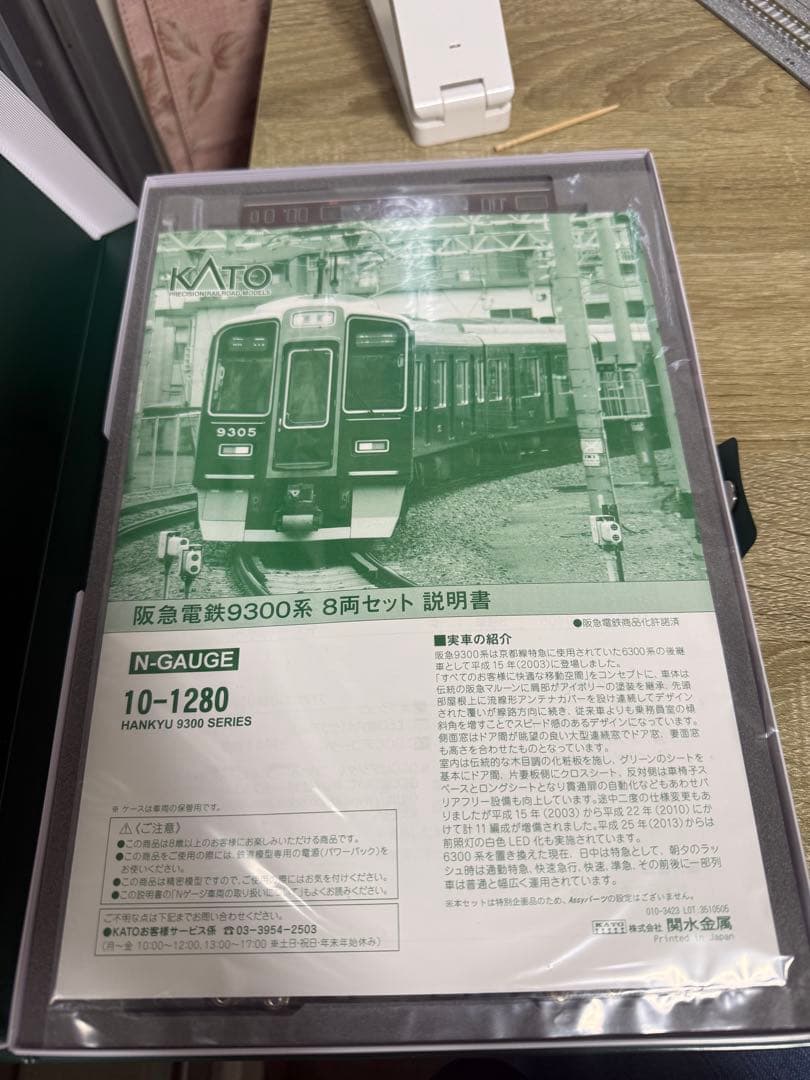 KATO
PRECISION RAILROAD MODELS
9305
阪急電鉄9300系 8両セット 説明書
●阪急電鉄商品化許諾済
N-GAUGE
10-1280
HANKYU 9300 SERIES
■実車の紹介
阪急9300系は京都線特急に使用されていた6300系の後継
車として平成15年(2003)に登場しました。
「すべてのお客様に快適な移動空間」をコンセプトに、車体は
伝統の阪急マルーンに肩部がアイボリーの塗装を継承、先頭
部屋根上に流線形アンテナカバーを設け連続してデザイン
された覆いが線路方向に続き、従来車よりも乗務員室の傾
斜角を増すことでスピード感のあるデザインになっています。
側面窓はドア間が眺望の良い大型連続窓でドア窓、妻面窓
も高さを合わせたものとなっています。
室内は伝統的な木目調の化粧板を施し、グリーンのシートを
基本にドア間、片妻板側にクロスシート、反対側は車椅子ス
ペースとロングシートとなり貫通扉の自動化などもあわせバ
リアフリー設備も向上しています。途中二度の仕様変更もあ
りましたが平成15年(2003)から平成22年(2010)にか
けて計11編成が増備されました。平成25年(2013)からは
前照灯の白色LED化も実施されています。
6300系を置き換えた現在、日中は特急として、朝夕のラッ
シュ時は通勤特急、快速急行、快速、準急、その前後に一部列
車は普通と幅広く運用されています。
※本セットは特別企画品のため、Assyパーツの設定はございません。
010-3423 LOT:3510505
KATO 株式会社 関水金属
Printed in Japan
※ ケースは車両の保管用です。
⚠〈ご注意〉
●この商品は8歳以上のお客様にお楽しみいただける商品です。
●この商品をご使用の際には、鉄道模型専用の電源(パワーパック)を
お使いください。
●この商品は精密模型ですので、ご使用の際にはお気を付けください。
●この説明書の「Nゲージ車両の取り扱いについて」もよくお読みください。
ご不明な点は下記までお問い合わせください。
●KATOお客様サービス係 ☎03-3954-2503
(月～金 10:00～12:00、13:00～17:00 ※土日・祝日・年末年始休み)